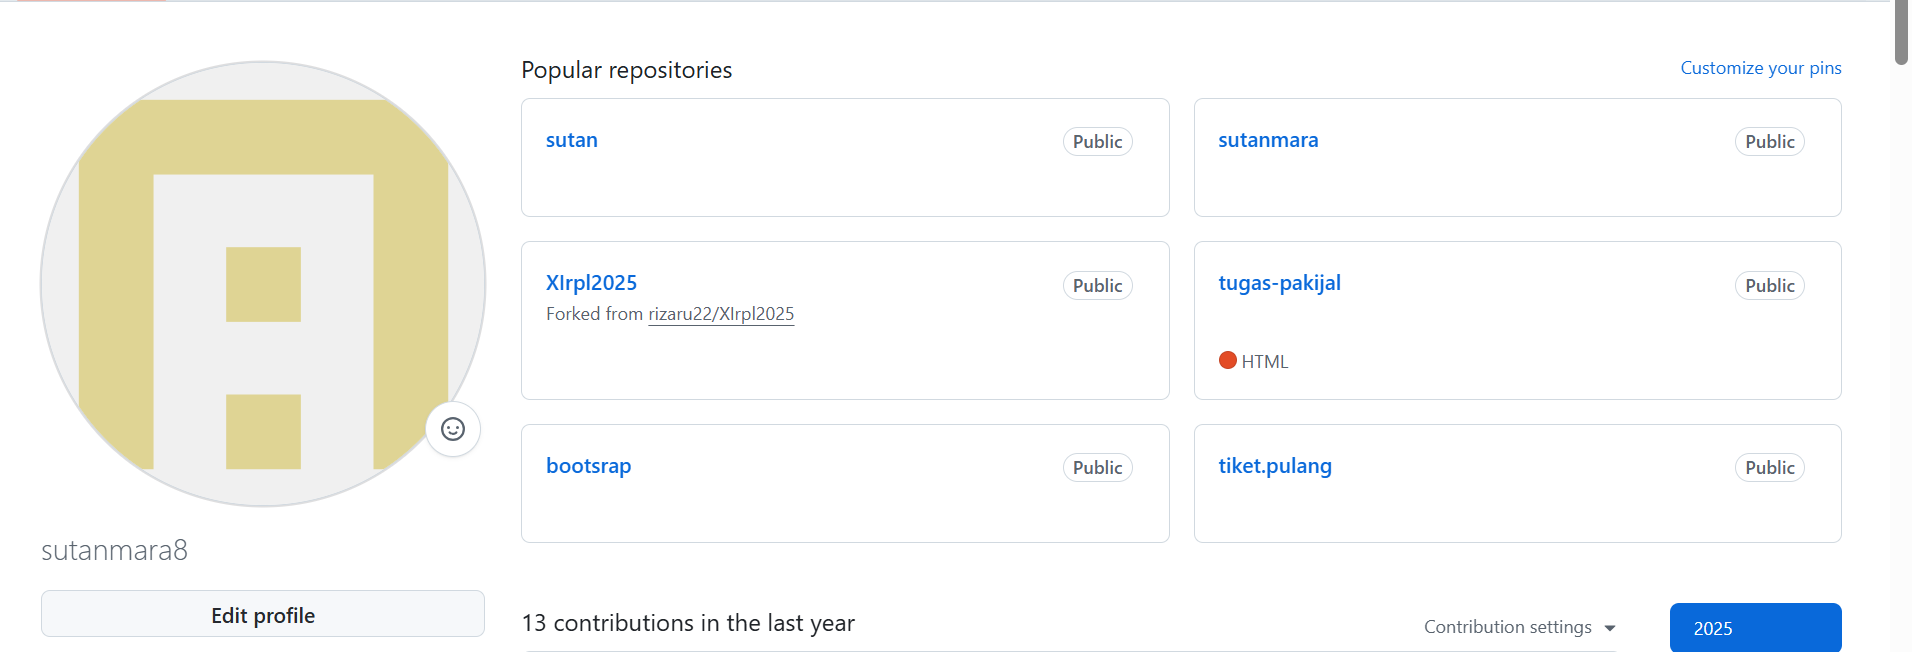 Popular repositories
Customize your pins
sutan
Public
sutanmara
Public
XIrpl2025
Public
Forked from rizaru22/XIrpl2025
tugas-pakijal
Public
HTML
bootsrap
Public
tiket.pulang
Public
sutanmara8
Edit profile
13 contributions in the last year
Contribution settings
2025